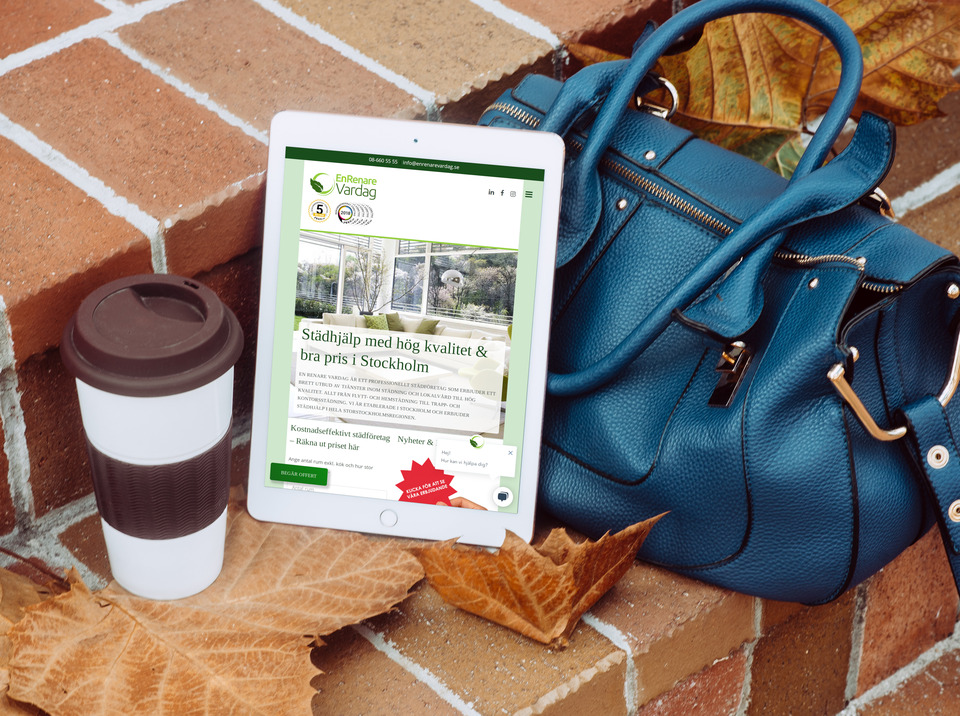 08-660 55 55 info@enrenarevardag.se
EnRenare
Vardag
5
2018
Städhjälp med hög kvalitet &
bra pris i Stockholm
EN RENARE VARDAG ÄR ETT PROFESSIONELLT STÄDFÖRETAG SOM ERBJUDER ETT
BRETT UTBUD AV TJÄNSTER INOM STÄDNING OCH LOKALVÅRD TILL HÖG
KVALITET. ALLT FRÅN FLYTT- OCH HEMSTÄDNING TILL TRAPP- OCH
KONTORSSTÄDNING. VI ÄR ETABLERADE I STOCKHOLM OCH ERBJUDER
STÄDHJÄLP I HELA STORSTOCKHOLMSREGIONEN.
Kostnadseffektivt städföretag
– Räkna ut priset här
Nyheter &
Hej!
Hur kan vi hjälpa dig?
Ange antal rum exkl. kök och hur stor
BEGÄR OFFERT
KLICKA FÖR ATT SE
VÅRA ERBJUDANDE